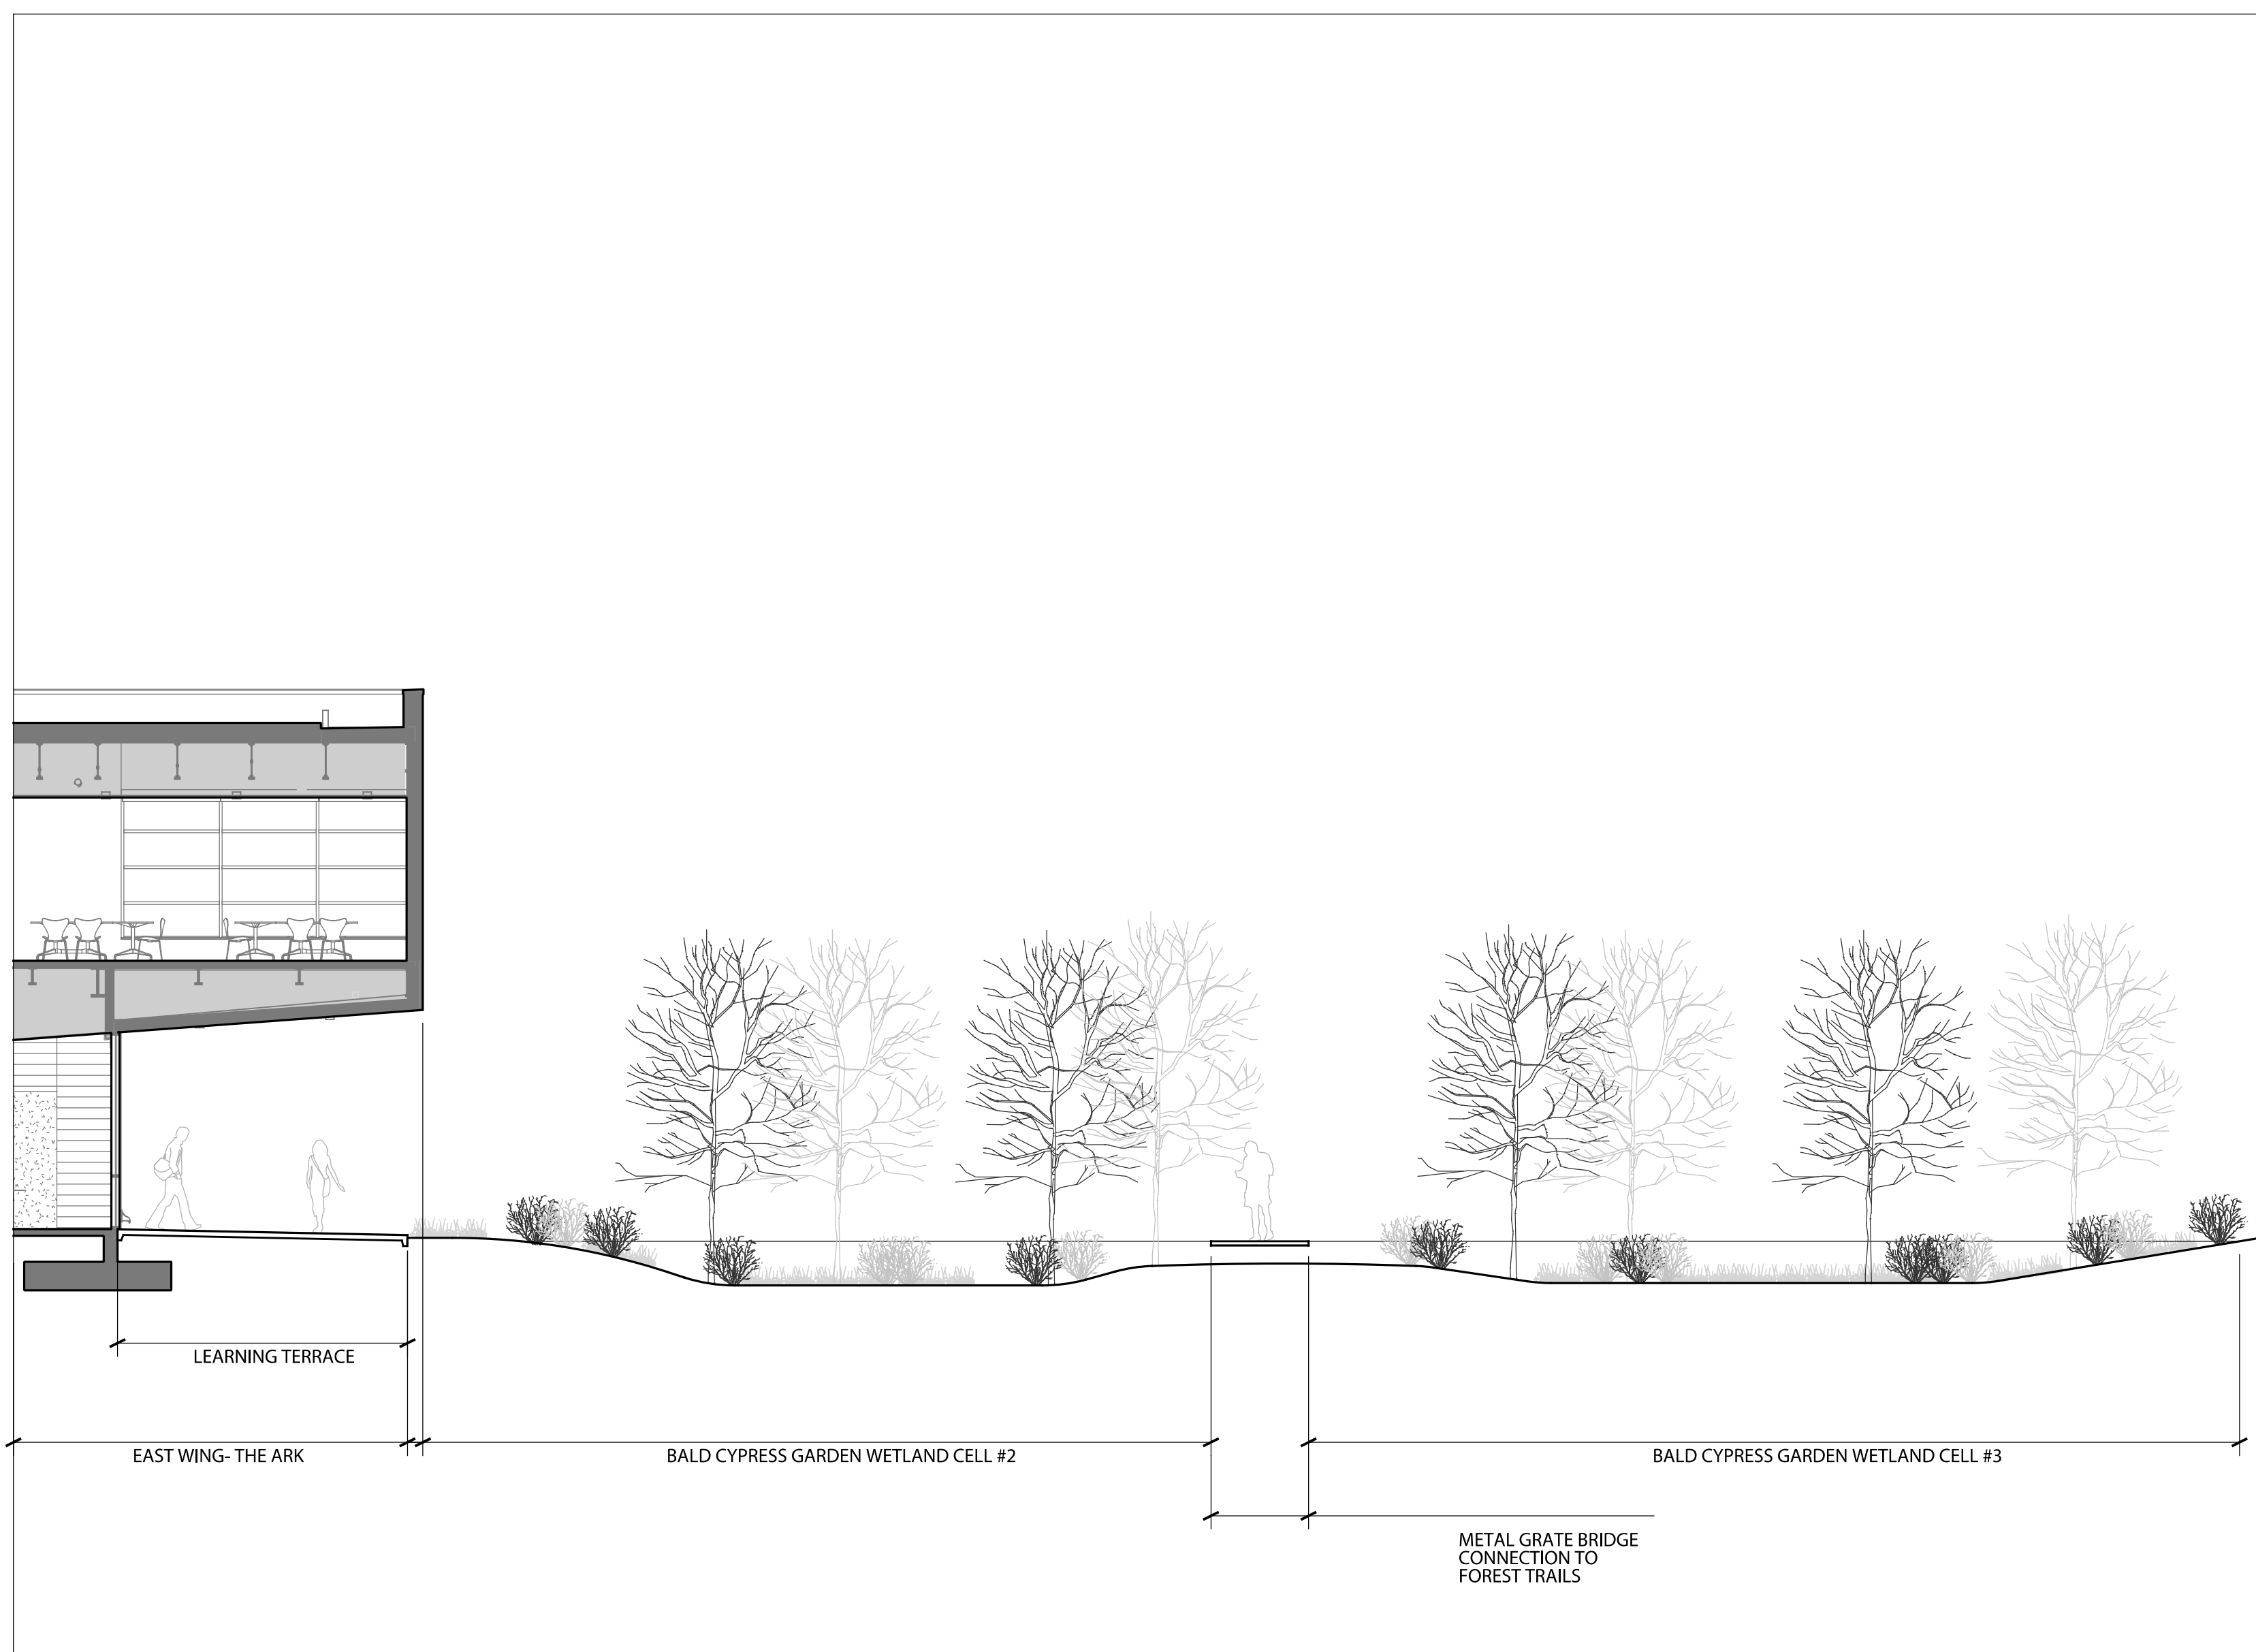 LEARNING TERRACE
EAST WING- THE ARK
BALD CYPRESS GARDEN WETLAND CELL #2
BALD CYPRESS GARDEN WETLAND CELL #3
METAL GRATE BRIDGE
CONNECTION TO
FOREST TRAILS